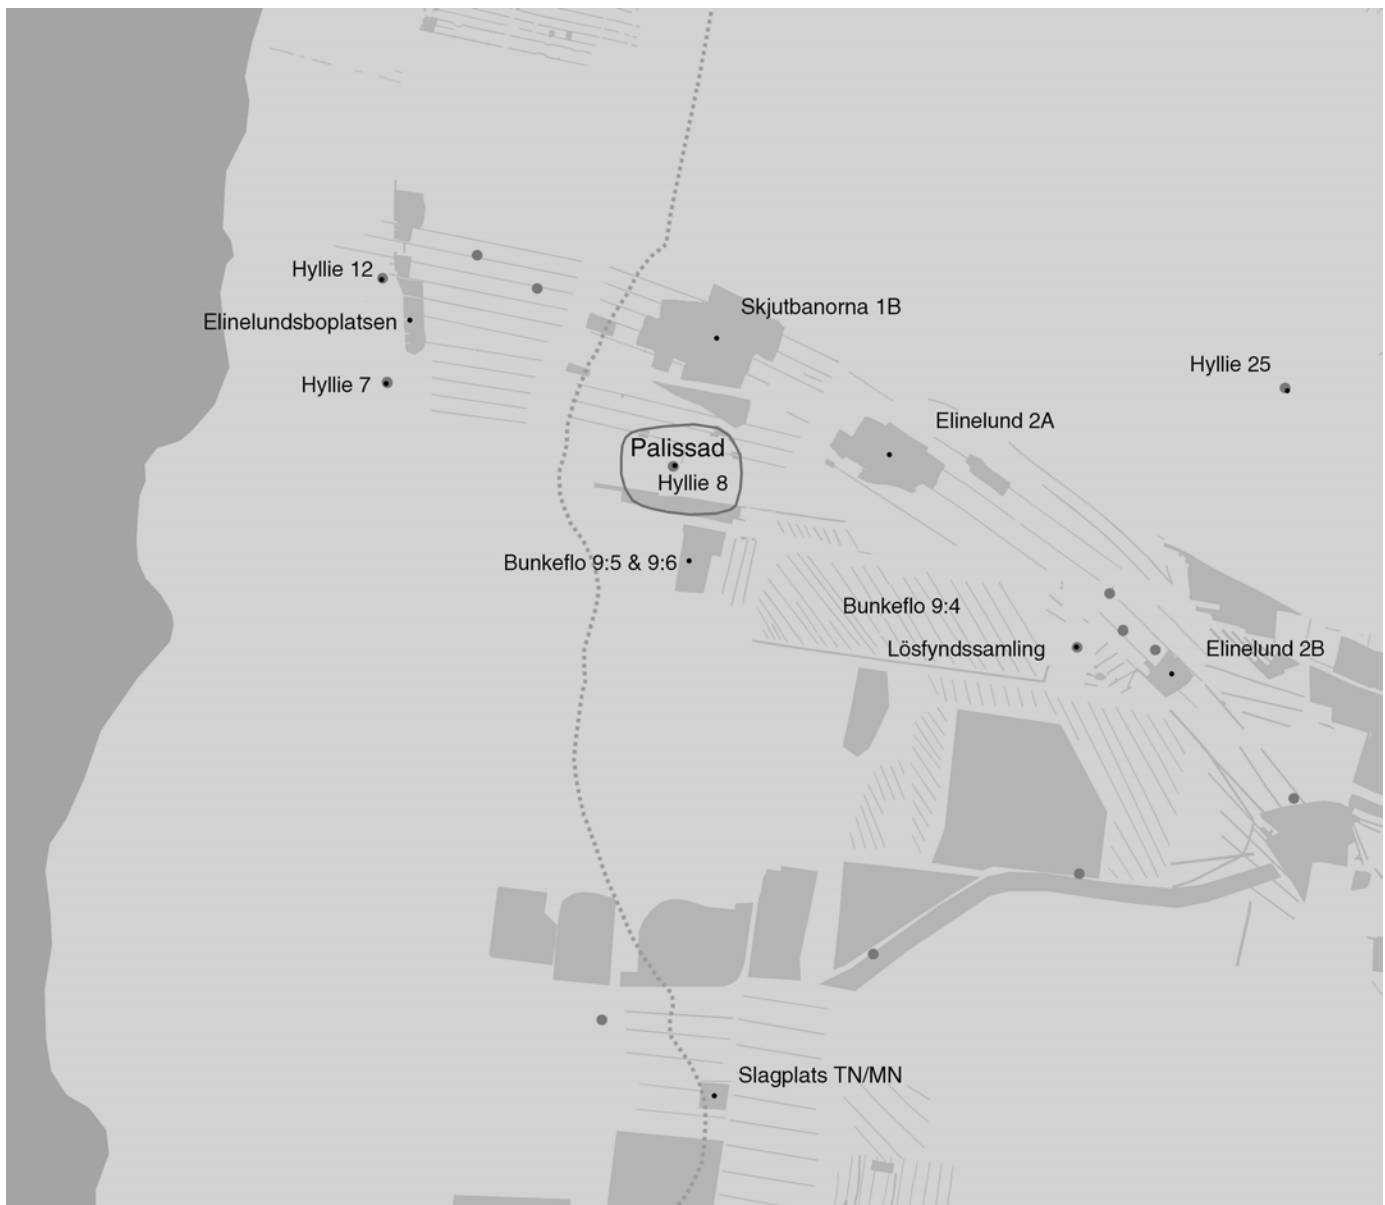 Hyllie 12
Skjutbanorna 1B
Elinelundsboplatsen
Hyllie 25
Hyllie 7
Elinelund 2A
Palissad
Hyllie 8
Bunkeflo 9:5 & 9:6
Bunkeflo 9:4
Lösfyndssamling
Elinelund 2B
Slagplats TN/MN